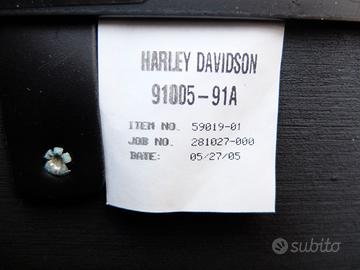 HARLEY DAVIDSON
91005-91A
ITEM NO. 59019-01
JOB NO. 281027-000
DATE: 05/27/05
subito